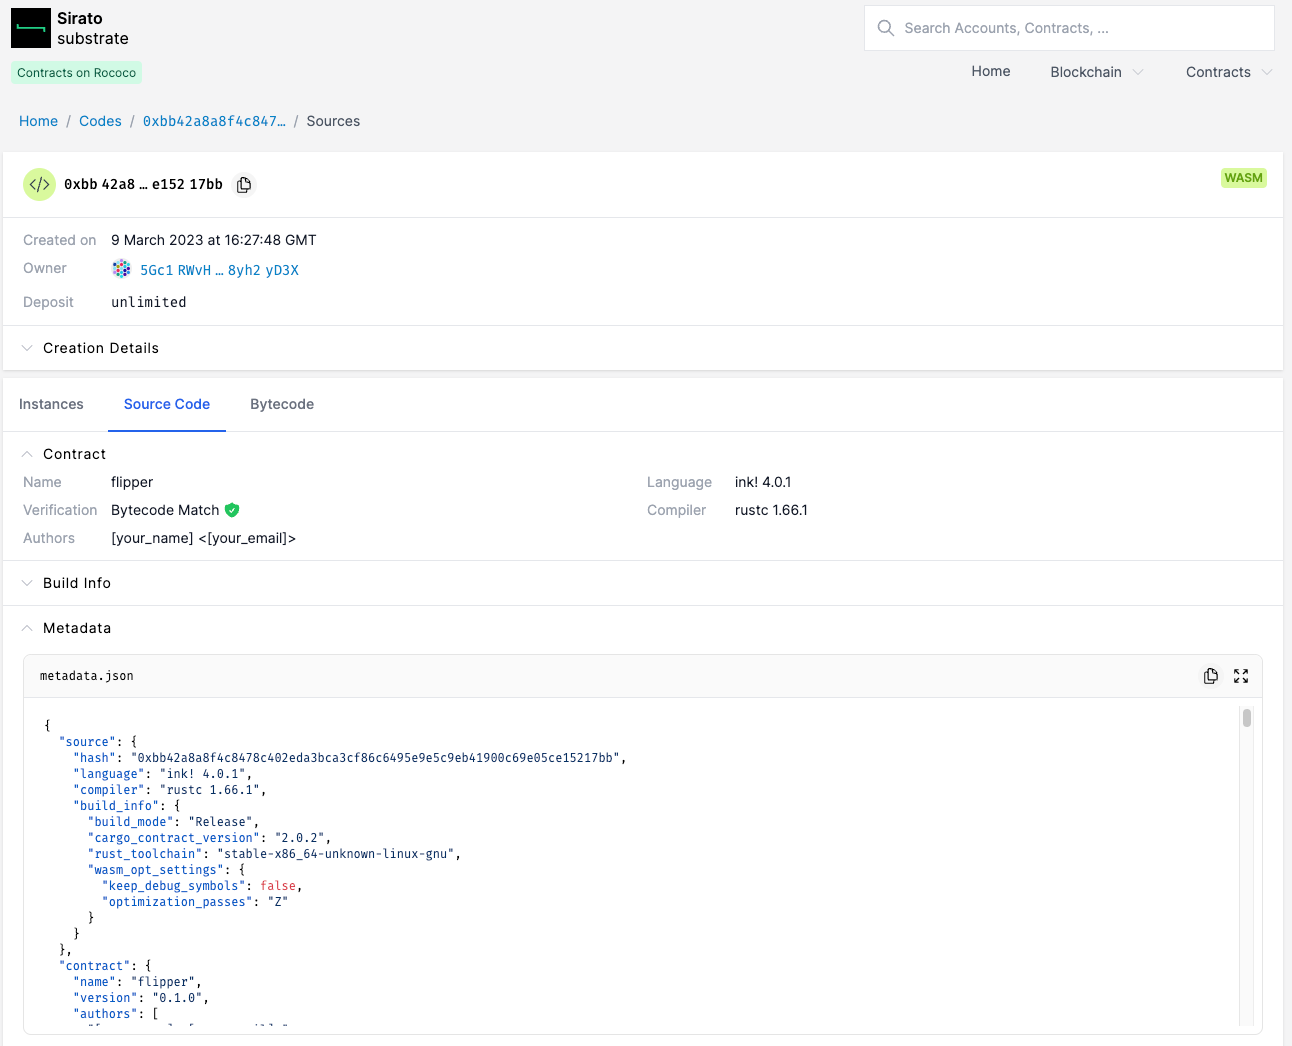 Sirato
substrate
Search Accounts, Contracts, ...
Contracts on Rococo
Home
Blockchain
Contracts
Home / Codes / 0xbb42a8a8f4c847… / Sources
</>
0xbb 42a8 … e152 17bb
WASM
Created on 9 March 2023 at 16:27:48 GMT
Owner 5Gc1 RWvH … 8yh2 yD3X
Deposit unlimited
Creation Details
Instances
Source Code
Bytecode
Contract
Name flipper
Language ink! 4.0.1
Verification Bytecode Match
Compiler rustc 1.66.1
Authors [your_name] <[your_email]>
Build Info
Metadata
metadata.json
{
"source": {
"hash": "0xbb42a8a8f4c8478c402eda3bca3cf86c6495e9e5c9eb41900c69e05ce15217bb",
"language": "ink! 4.0.1",
"compiler": "rustc 1.66.1",
"build_info": {
"build_mode": "Release",
"cargo_contract_version": "2.0.2",
"rust_toolchain": "stable-x86_64-unknown-linux-gnu",
"wasm_opt_settings": {
"keep_debug_symbols": false,
"optimization_passes": "Z"
}
}
},
"contract": {
"name": "flipper",
"version": "0.1.0",
"authors": [